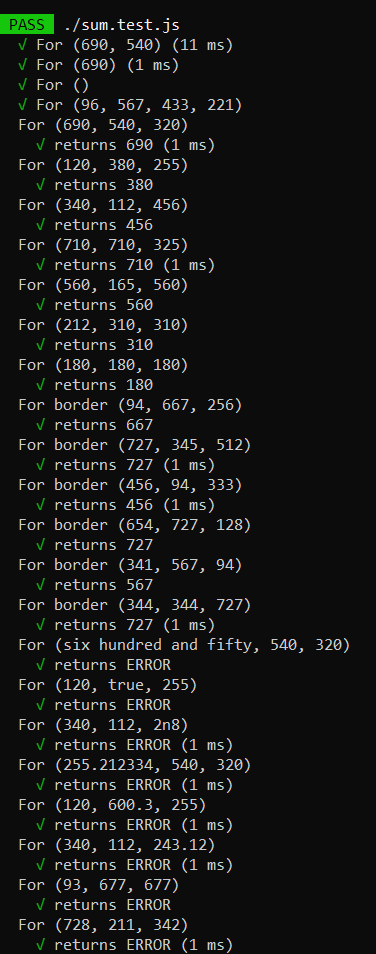 PASS ./sum.test.js
√ For (690, 540) (11 ms)
√ For (690) (1 ms)
√ For ()
√ For (96, 567, 433, 221)
For (690, 540, 320)
√ returns 690 (1 ms)
For (120, 380, 255)
√ returns 380
For (340, 112, 456)
√ returns 456
For (710, 710, 325)
√ returns 710 (1 ms)
For (560, 165, 560)
√ returns 560
For (212, 310, 310)
√ returns 310
For (180, 180, 180)
√ returns 180
For border (94, 667, 256)
√ returns 667
For border (727, 345, 512)
√ returns 727 (1 ms)
For border (456, 94, 333)
√ returns 456 (1 ms)
For border (654, 727, 128)
√ returns 727
For border (341, 567, 94)
√ returns 567
For border (344, 344, 727)
√ returns 727 (1 ms)
For (six hundred and fifty, 540, 320)
√ returns ERROR
For (120, true, 255)
√ returns ERROR
For (340, 112, 2n8)
√ returns ERROR (1 ms)
For (255.212334, 540, 320)
√ returns ERROR (1 ms)
For (120, 600.3, 255)
√ returns ERROR (1 ms)
For (340, 112, 243.12)
√ returns ERROR (1 ms)
For (93, 677, 677)
√ returns ERROR
For (728, 211, 342)
√ returns ERROR (1 ms)